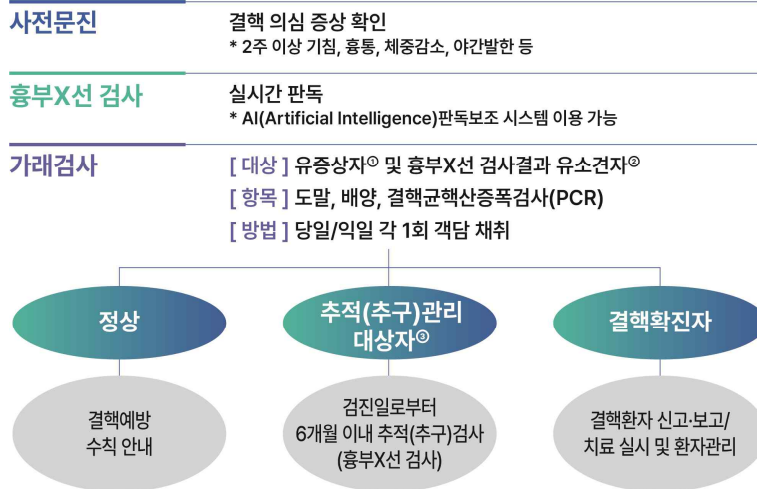 사전문진
결핵 의심 증상 확인
* 2주 이상 기침, 흉통, 체중감소, 야간발한 등
흉부X선 검사
실시간 판독
* AI(Artificial Intelligence)판독보조 시스템 이용 가능
가래검사
[ 대상 ] 유증상자① 및 흉부X선 검사결과 유소견자②
[ 항목 ] 도말, 배양, 결핵균핵산증폭검사(PCR)
[ 방법 ] 당일/익일 각 1회 객담 채취
정상
추적(추구)관리
대상자③
결핵확진자
결핵예방
수칙 안내
검진일로부터
6개월 이내 추적(추구)검사
(흉부X선 검사)
결핵환자 신고·보고/
치료 실시 및 환자관리